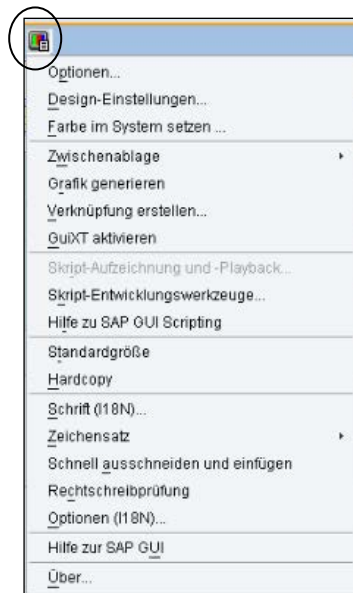 Optionen...
Design-Einstellungen...
Farbe im System setzen ...
Zwischenablage
Grafik generieren
Verknüpfung erstellen...
GuiXT aktivieren
Skript-Aufzeichnung und -Playback...
Skript-Entwicklungswerkzeuge...
Hilfe zu SAP GUI Scripting
Standardgröße
Hardcopy
Schrift (I18N)...
Zeichensatz
Schnell ausschneiden und einfügen
Rechtschreibprüfung
Optionen (I18N)...
Hilfe zur SAP GUI
Über...